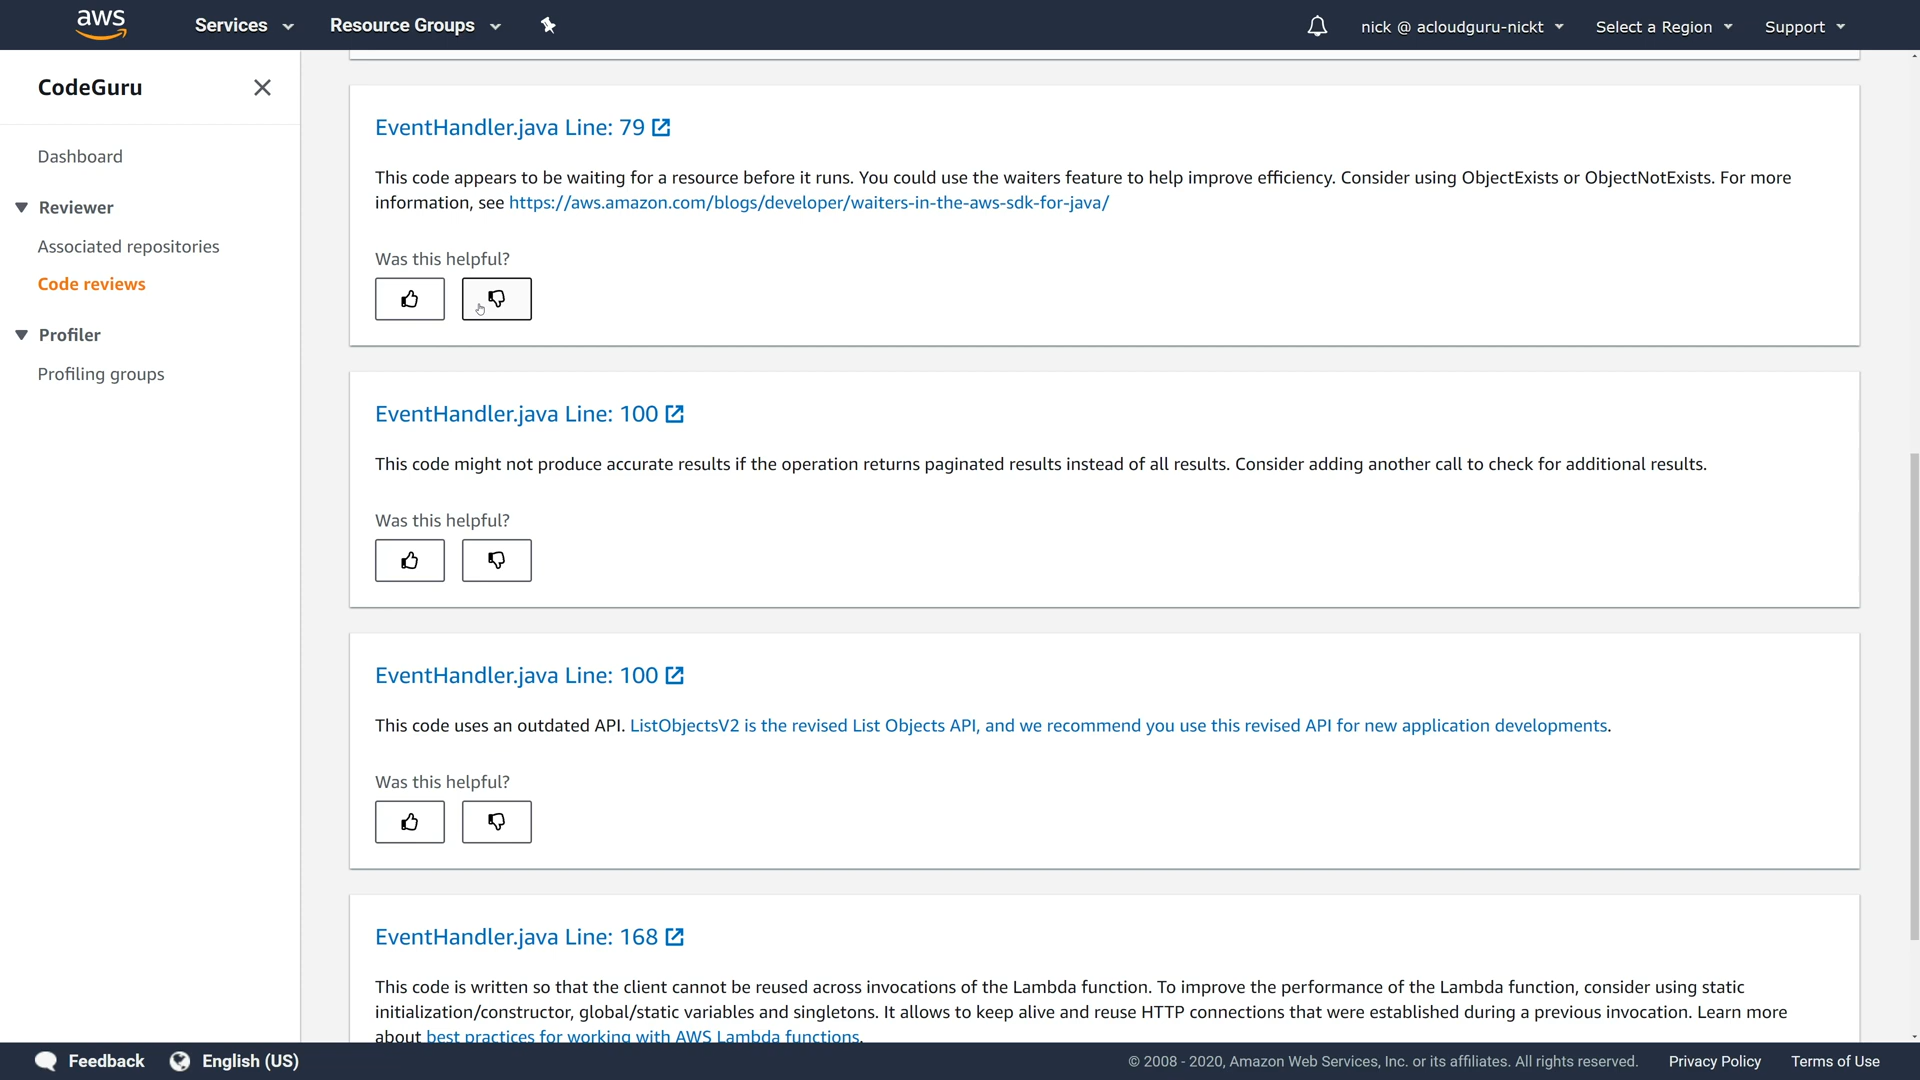 aws
Services
Resource Groups
nick @ acloudguru-nickt
Select a Region
Support
CodeGuru
Dashboard
Reviewer
Associated repositories
Code reviews
Profiler
Profiling groups
EventHandler.java Line: 79
This code appears to be waiting for a resource before it runs. You could use the waiters feature to help improve efficiency. Consider using ObjectExists or ObjectNotExists. For more
information, see https://aws.amazon.com/blogs/developer/waiters-in-the-aws-sdk-for-java/
Was this helpful?
EventHandler.java Line: 100
This code might not produce accurate results if the operation returns paginated results instead of all results. Consider adding another call to check for additional results.
Was this helpful?
EventHandler.java Line: 100
This code uses an outdated API. ListObjectsV2 is the revised List Objects API, and we recommend you use this revised API for new application developments.
Was this helpful?
EventHandler.java Line: 168
This code is written so that the client cannot be reused across invocations of the Lambda function. To improve the performance of the Lambda function, consider using static
initialization/constructor, global/static variables and singletons. It allows to keep alive and reuse HTTP connections that were established during a previous invocation. Learn more
about best practices for working with AWS Lambda functions.
Feedback
English (US)
© 2008 - 2020, Amazon Web Services, Inc. or its affiliates. All rights reserved.
Privacy Policy
Terms of Use